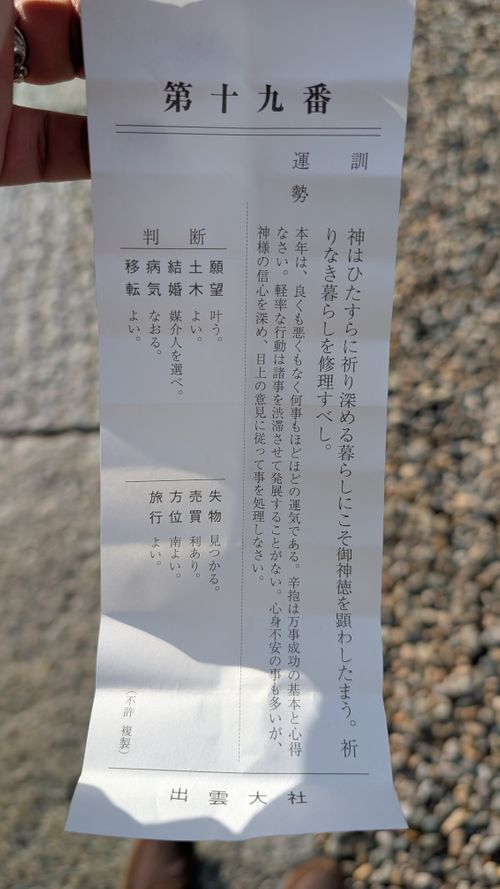 第十九番
訓
神はひたすらに祈り深める暮らしにこそ御神徳を顕わしたまう。祈
りなき暮らしを修理すべし。
運勢
本年は、良くも悪くもなく何事もほどほどの運気である。辛抱は万事成功の基本と心得
なさい。軽率な行動は諸事を渋滞させて発展することがない。心身不安の事も多いが、
神様の信心を深め、目上の意見に従って事を処理しなさい。
判断
願望 叶う。
土木 よい。
結婚 媒介人を選べ。
病気 なおる。
移転 よい。
失物 見つかる。
売買 利あり。
方位 南よい。
旅行 よい。
(不許 複製)
出雲大社